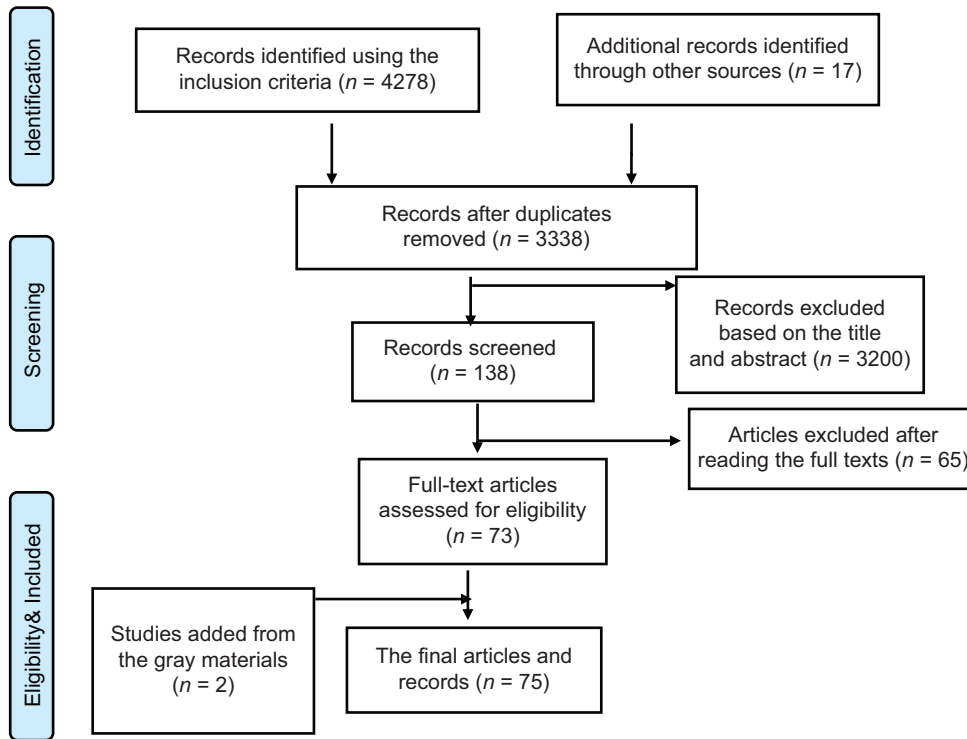 Identification
Records identified using the
inclusion criteria (n = 4278)
Additional records identified
through other sources (n = 17)
Records after duplicates
removed (n = 3338)
Screening
Records excluded
based on the title
and abstract (n = 3200)
Records screened
(n = 138)
Articles excluded after
reading the full texts (n = 65)
Full-text articles
assessed for eligibility
(n = 73)
Eligibility& Included
Studies added from
the gray materials
(n = 2)
The final articles and
records (n = 75)